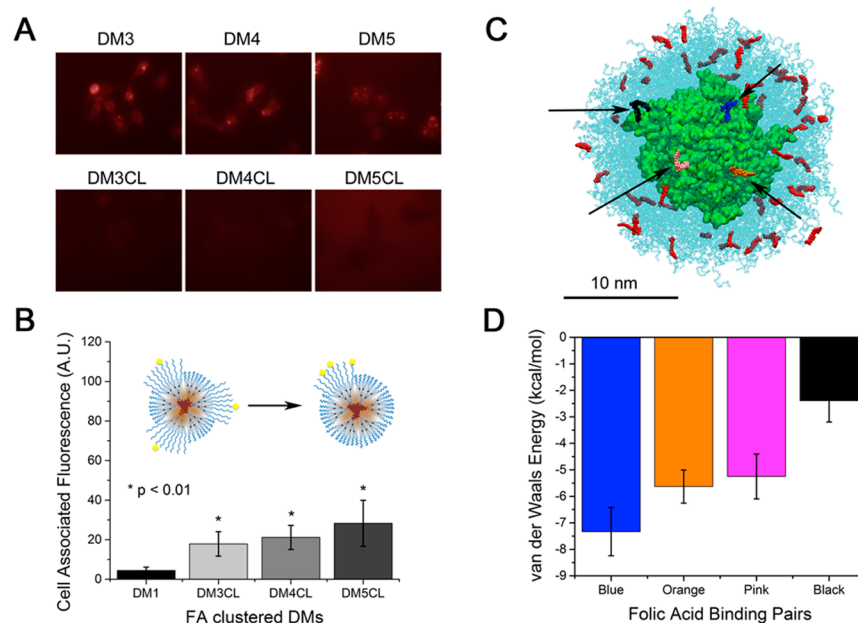 A
DM3 DM4 DM5
DM3CL DM4CL DM5CL
B
Cell Associated Fluorescence (A.U.)
120
100
80
60
40
20
0
* p < 0.01
* * *
DM1 DM3CL DM4CL DM5CL
FA clustered DMs
C
10 nm
D
van der Waals Energy (kcal/mol)
0
-1
-2
-3
-4
-5
-6
-7
-8
-9
Blue Orange Pink Black
Folic Acid Binding Pairs